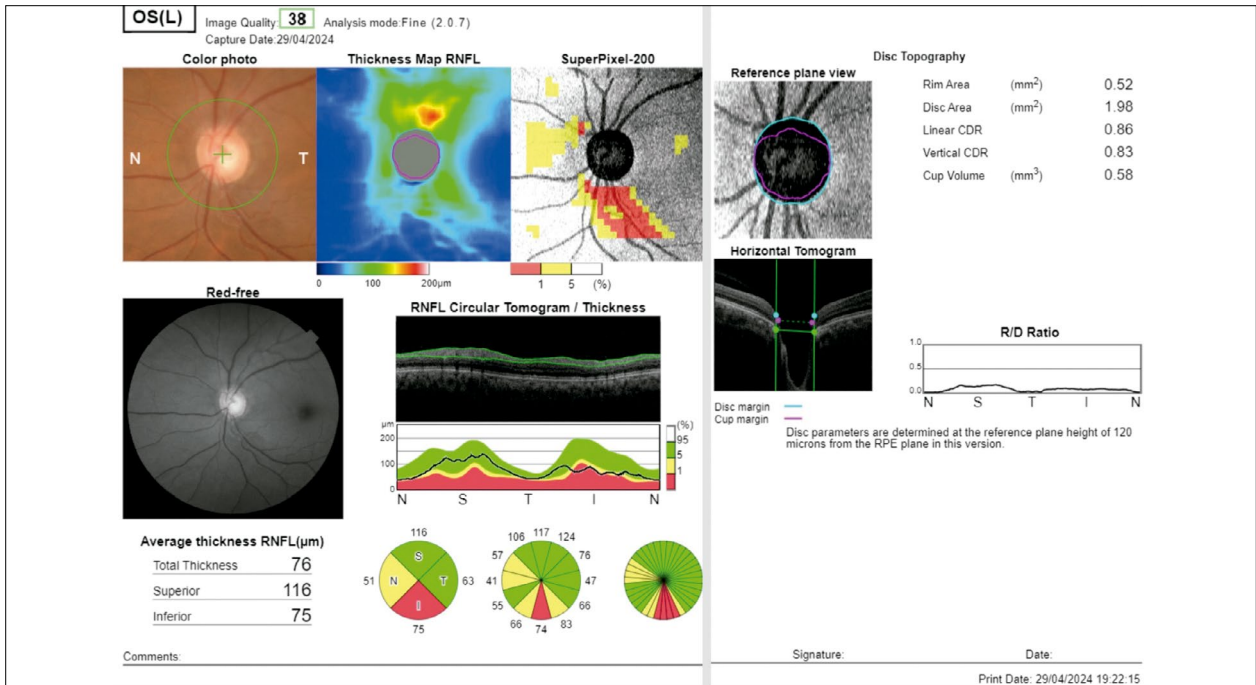 OS(L) Image Quality: 38 Analysis mode:Fine (2.0.7)
Capture Date:29/04/2024
Color photo
N T
Thickness Map RNFL
0 100 200μm
SuperPixel-200
1 5 (%)
Red-free
RNFL Circular Tomogram / Thickness
μm (%)
200 95
5
100 1
0
N S T I N
Average thickness RNFL(μm)
Total Thickness 76
Superior 116
Inferior 75
116
S
51 N T 63
I
75
106 117 124
57 76
41 47
55 66
66 74 83
Comments:
Disc Topography
Reference plane view
Rim Area (mm²) 0.52
Disc Area (mm²) 1.98
Linear CDR 0.86
Vertical CDR 0.83
Cup Volume (mm³) 0.58
Horizontal Tomogram
Disc margin
Cup margin
R/D Ratio
1.0
0.5
0.0
N S T I N
Disc parameters are determined at the reference plane height of 120
microns from the RPE plane in this version.
Signature: Date:
Print Date: 29/04/2024 19:22:15